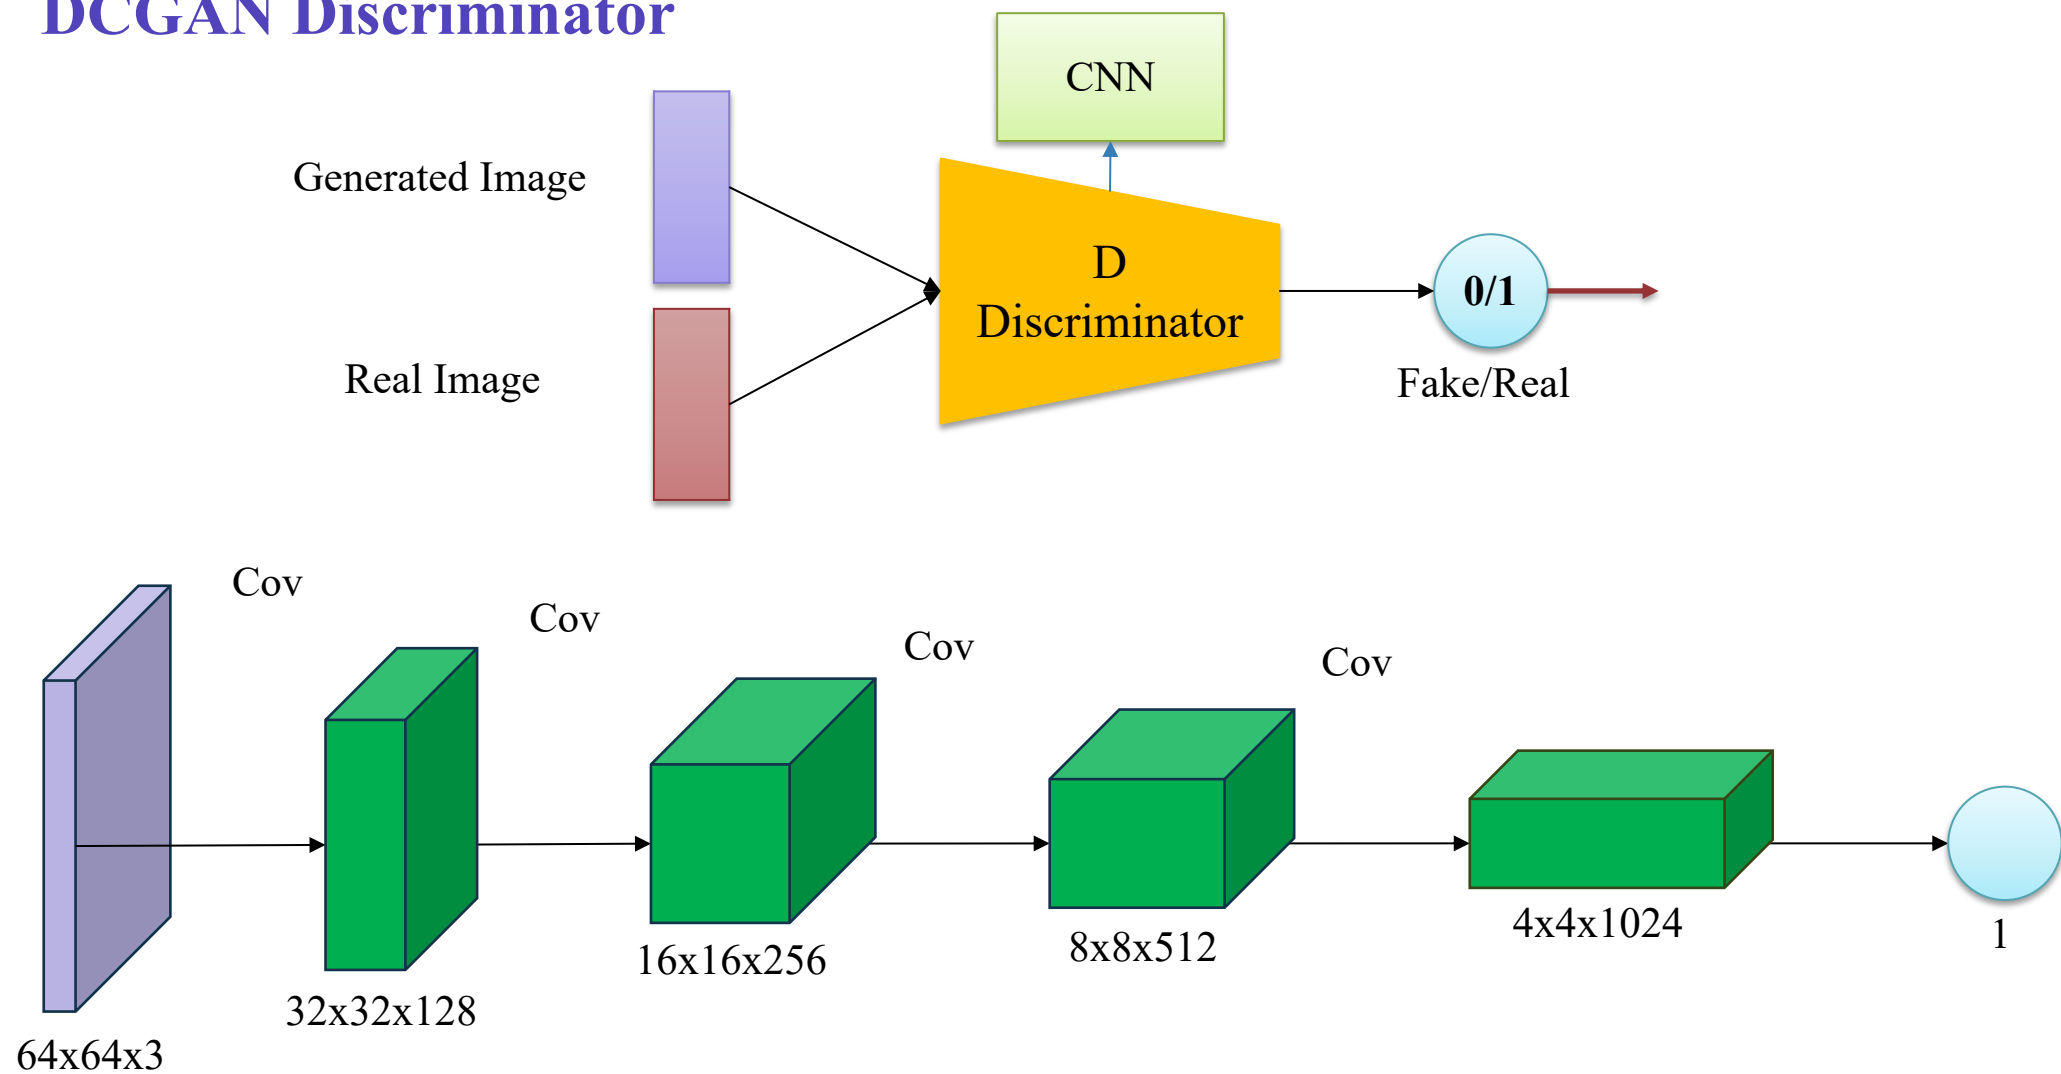 DCGAN Discriminator
CNN
Generated Image
D
Discriminator
0/1
Real Image
Fake/Real
Cov
Cov
Cov
Cov
64x64x3
32x32x128
16x16x256
8x8x512
4x4x1024
1